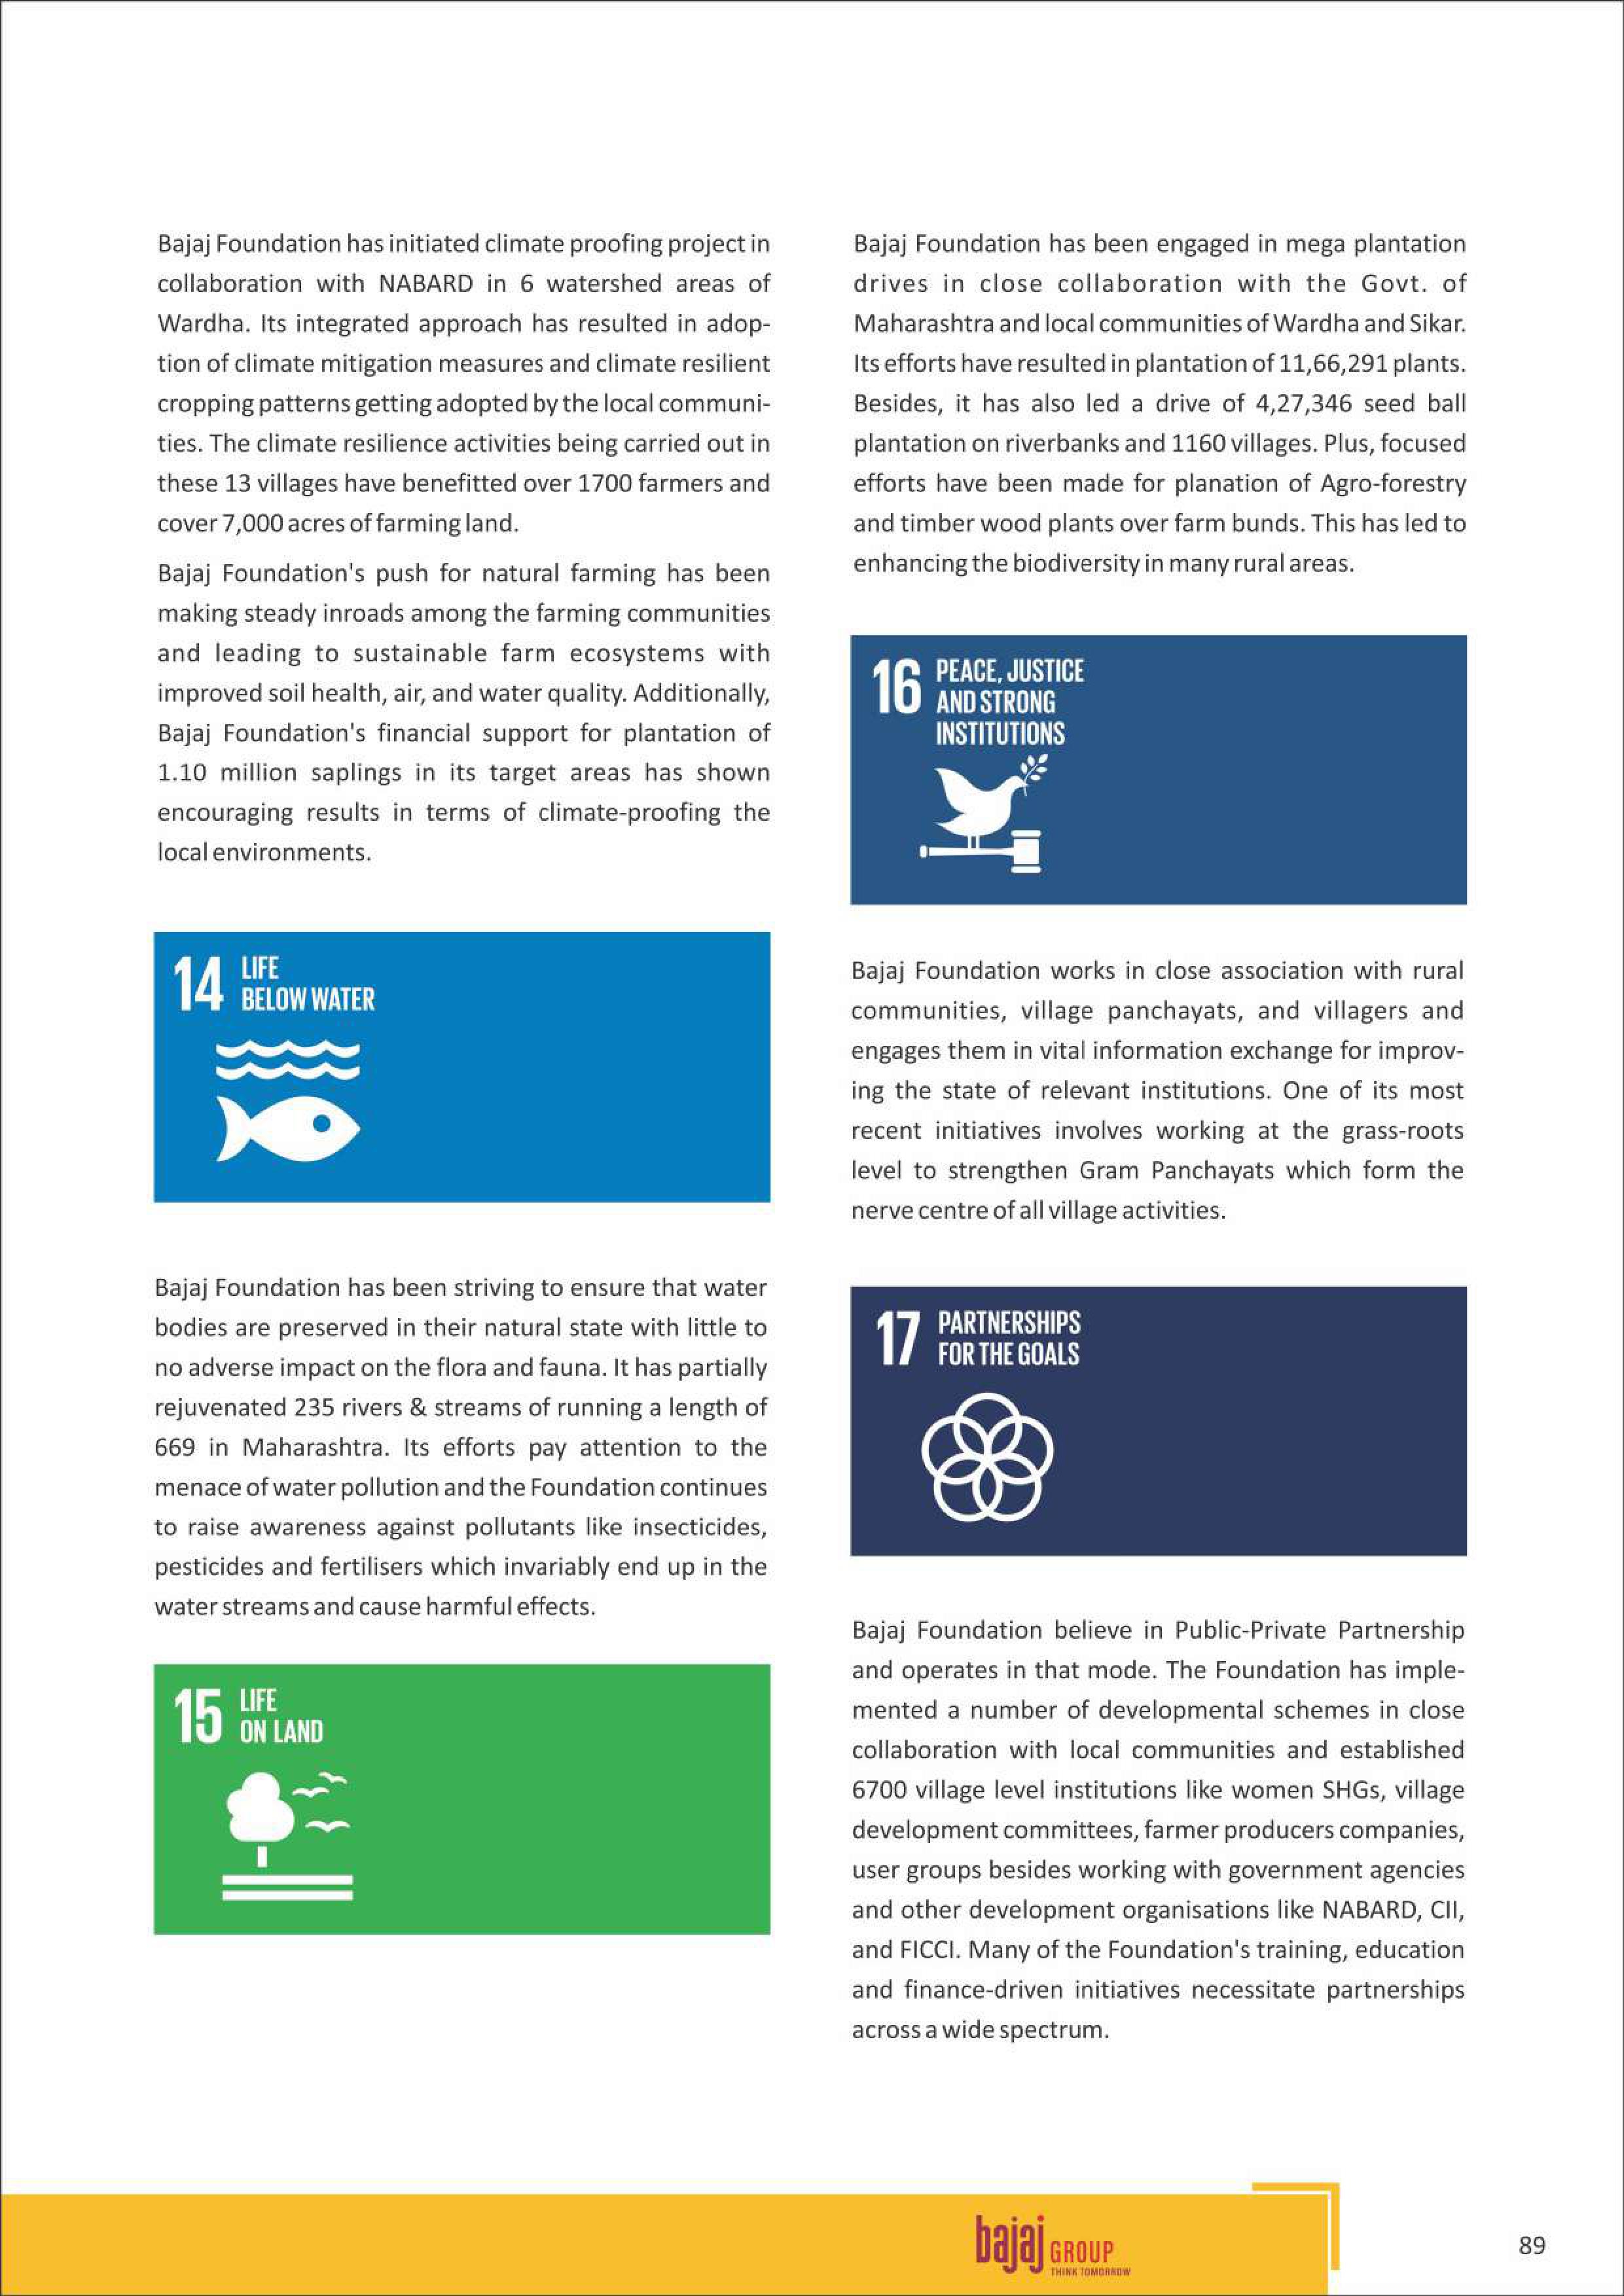 Bajaj Foundation has initiated climate proofing project in
collaboration with NABARD in 6 watershed areas of
Wardha. Its integrated approach has resulted in adop-
tion of climate mitigation measures and climate resilient
cropping patterns getting adopted by the local communi-
ties. The climate resilience activities being carried out in
these 13 villages have benefitted over 1700 farmers and
cover 7,000 acres of farming land.
Bajaj Foundation's push for natural farming has been
making steady inroads among the farming communities
and leading to sustainable farm ecosystems with
improved soil health, air, and water quality. Additionally,
Bajaj Foundation's financial support for plantation of
1.10 million saplings in its target areas has shown
encouraging results in terms of climate-proofing the
local environments.
14 LIFE
BELOW WATER
Bajaj Foundation has been striving to ensure that water
bodies are preserved in their natural state with little to
no adverse impact on the flora and fauna. It has partially
rejuvenated 235 rivers & streams of running a length of
669 in Maharashtra. Its efforts pay attention to the
menace of water pollution and the Foundation continues
to raise awareness against pollutants like insecticides,
pesticides and fertilisers which invariably end up in the
water streams and cause harmful effects.
15 LIFE
ON LAND
Bajaj Foundation has been engaged in mega plantation
drives in close collaboration with the Govt. of
Maharashtra and local communities of Wardha and Sikar.
Its efforts have resulted in plantation of 11,66,291 plants.
Besides, it has also led a drive of 4,27,346 seed ball
plantation on riverbanks and 1160 villages. Plus, focused
efforts have been made for planation of Agro-forestry
and timber wood plants over farm bunds. This has led to
enhancing the biodiversity in many rural areas.
16 PEACE, JUSTICE
AND STRONG
INSTITUTIONS
Bajaj Foundation works in close association with rural
communities, village panchayats, and villagers and
engages them in vital information exchange for improv-
ing the state of relevant institutions. One of its most
recent initiatives involves working at the grass-roots
level to strengthen Gram Panchayats which form the
nerve centre of all village activities.
17 PARTNERSHIPS
FOR THE GOALS
Bajaj Foundation believe in Public-Private Partnership
and operates in that mode. The Foundation has imple-
mented a number of developmental schemes in close
collaboration with local communities and established
6700 village level institutions like women SHGs, village
development committees, farmer producers companies,
user groups besides working with government agencies
and other development organisations like NABARD, CII,
and FICCI. Many of the Foundation's training, education
and finance-driven initiatives necessitate partnerships
across a wide spectrum.
bajaj GROUP
THINK TOMORROW
89